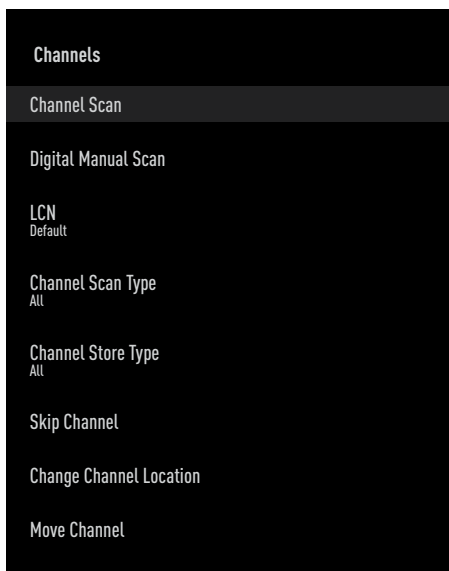 Channels
Channel Scan
Digital Manual Scan
LCN
Default
Channel Scan Type
All
Channel Store Type
All
Skip Channel
Change Channel Location
Move Channel